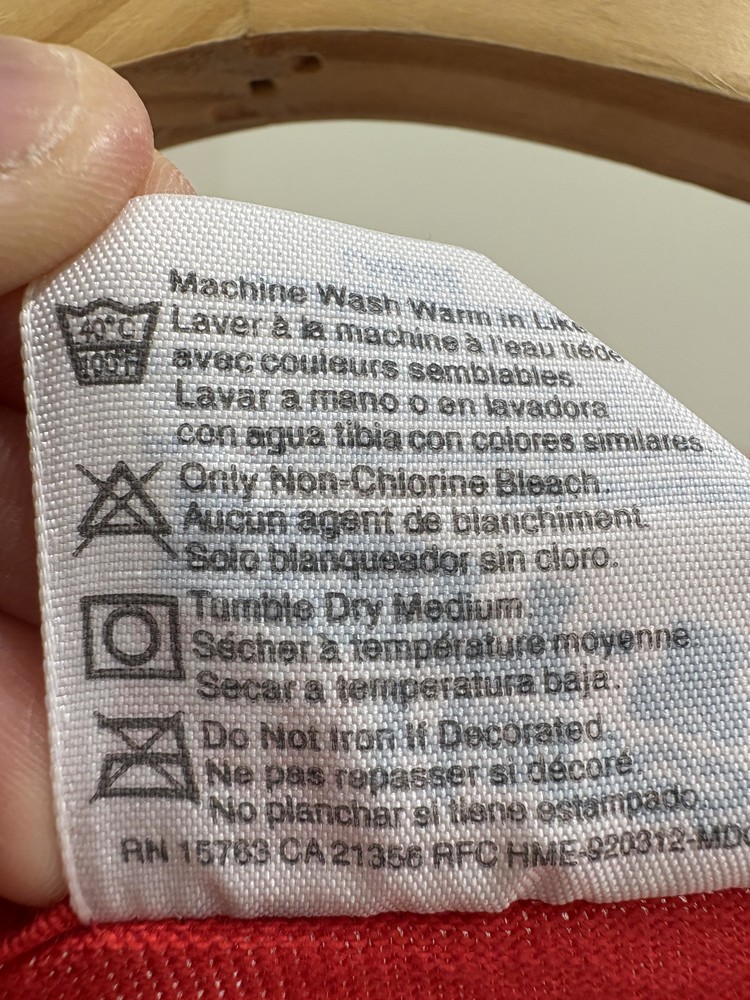 Machine Wash Warm in Like
40°C
Laver à la machine à l'eau tiède
100°F
avec couleurs semblables.
Lavar a mano o en lavadora
con agua tibia con colores similares.
Only Non-Chlorine Bleach.
Aucun agent de blanchiment.
Solo blanqueador sin cloro.
Tumble Dry Medium.
Sécher à température moyenne.
Secar a temperatura baja.
Do Not Iron If Decorated.
Ne pas repasser si décoré.
No planchar si tiene estampado.
RN 15763 CA 21356 RFC HME-920312-MD